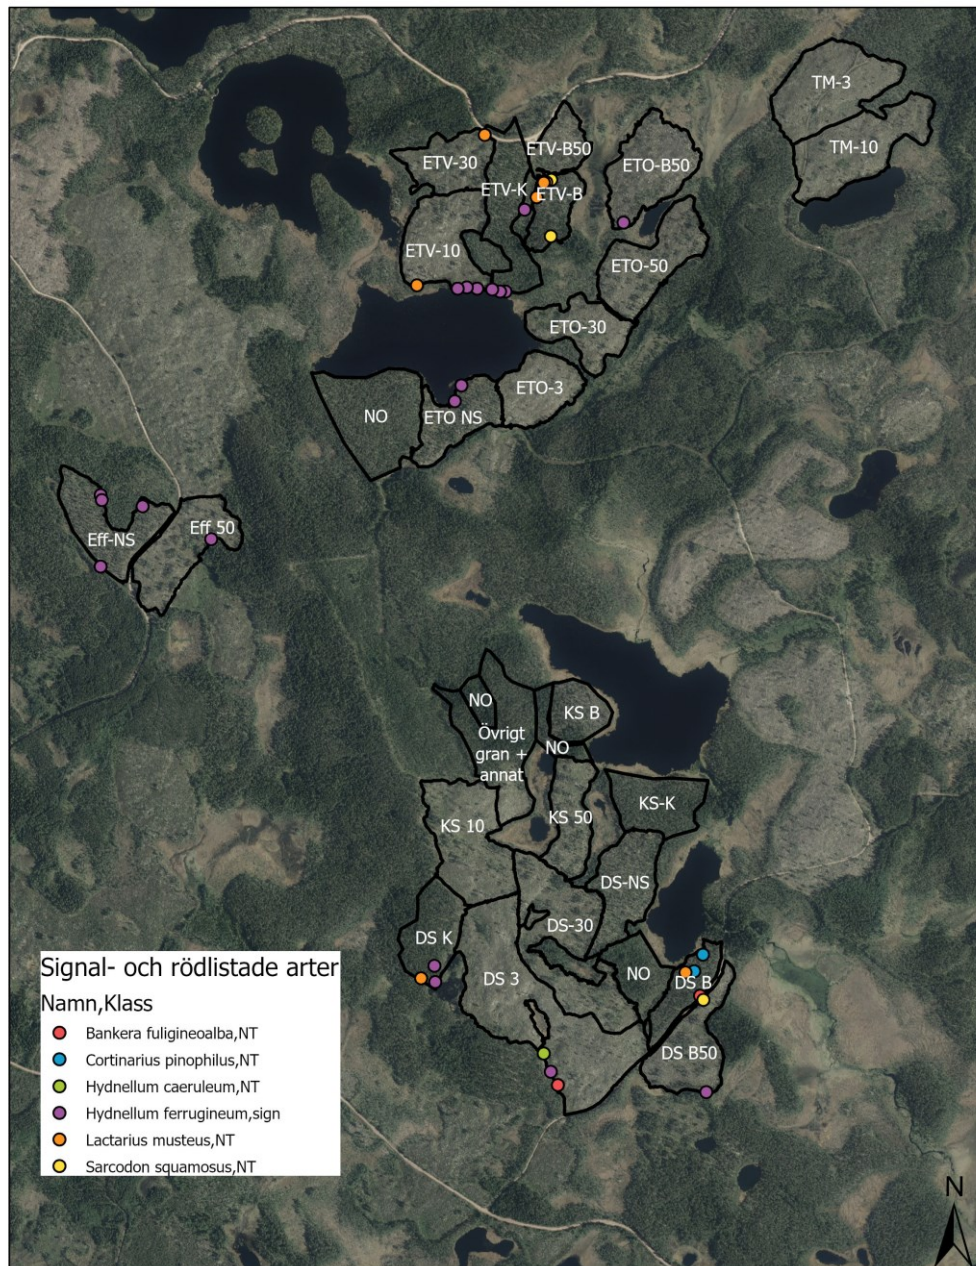 TM-3
TM-10
ETV-30
ETV-B50
ETO-B50
ETV-K
ETV-B
ETV-10
ETO-50
ETO-30
ETO-3
NO
ETO NS
Eff-NS
Eff 50
NO
KS B
Övrigt
gran +
annat
NO
KS-K
KS 10
KS 50
DS-NS
DS-30
DS K
DS 3
NO
DS B
DS B50
Signal- och rödlistade arter
Namn,Klass
Bankera fuligineoalba,NT
Cortinarius pinophilus,NT
Hydnellum caeruleum,NT
Hydnellum ferrugineum,sign
Lactarius musteus,NT
Sarcodon squamosus,NT
N